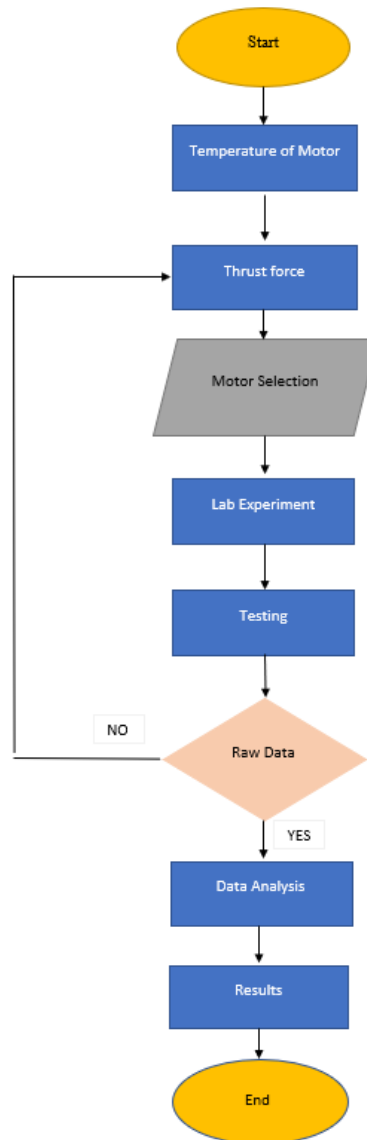 Start
Temperature of Motor
Thrust force
Motor Selection
Lab Experiment
Testing
NO
Raw Data
YES
Data Analysis
Results
End